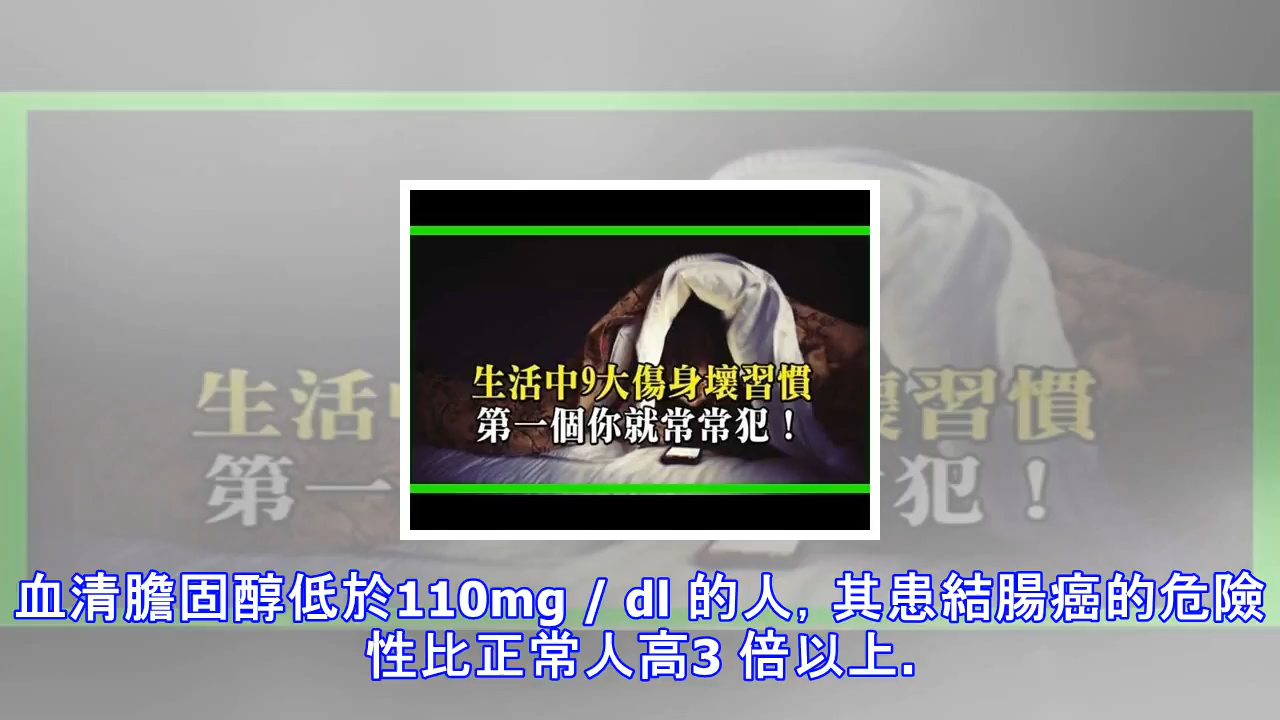 生活中9大傷身壞習慣
第一個你就常常犯！
血清膽固醇低於110mg / dl 的人, 其患結腸癌的危險
性比正常人高3 倍以上.